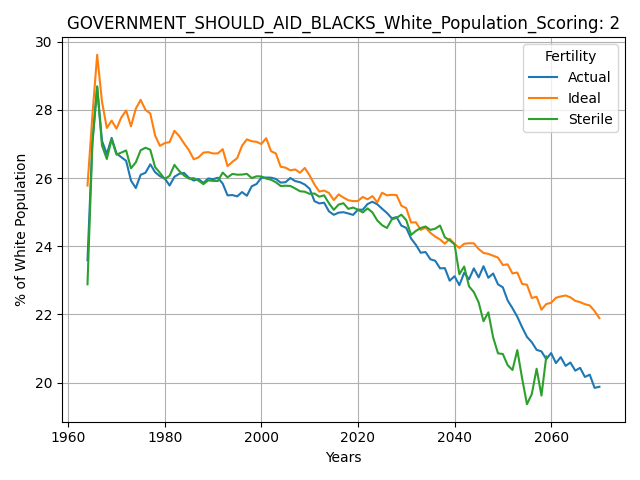 GOVERNMENT_SHOULD_AID_BLACKS_White_Population_Scoring: 2
% of White Population
30
28
26
24
22
20
Fertility
Actual
Ideal
Sterile
1960 1980 2000 2020 2040 2060
Years